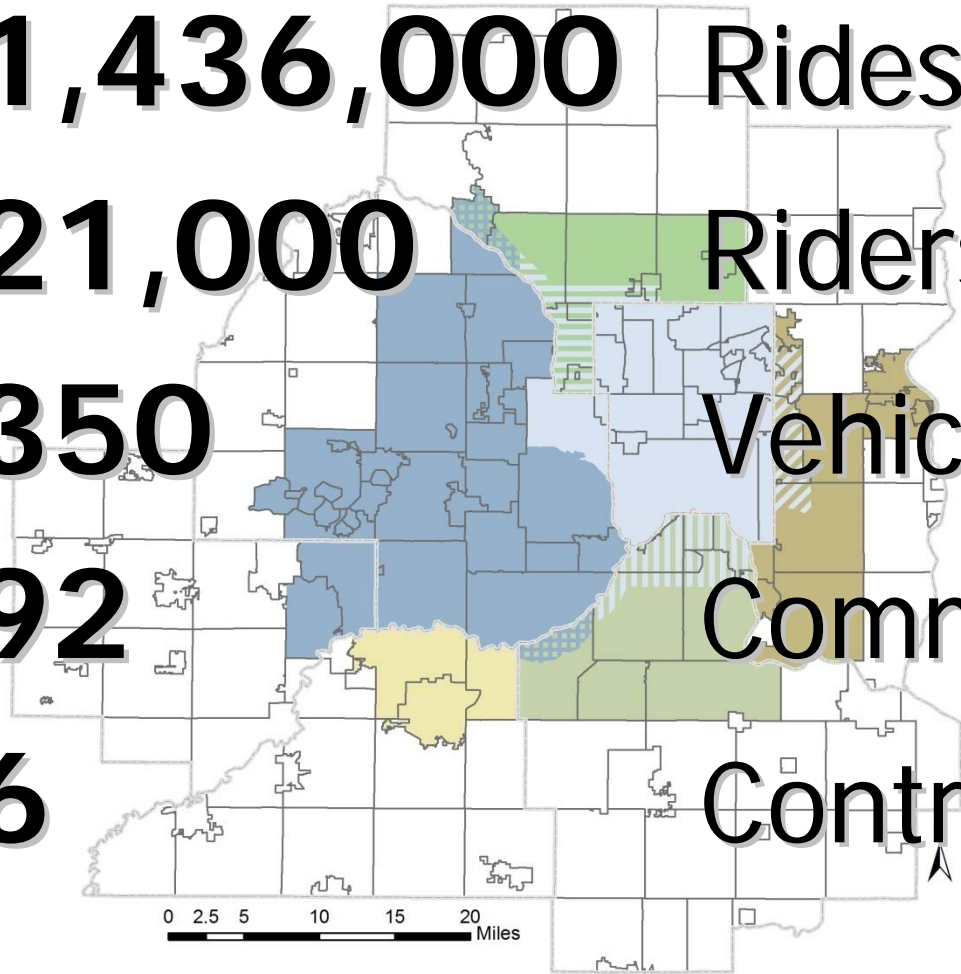 1,436,000 Rides
21,000 Riders
350 Vehic
92 Comm
6 Contr
0 2.5 5 10 15 20
Miles